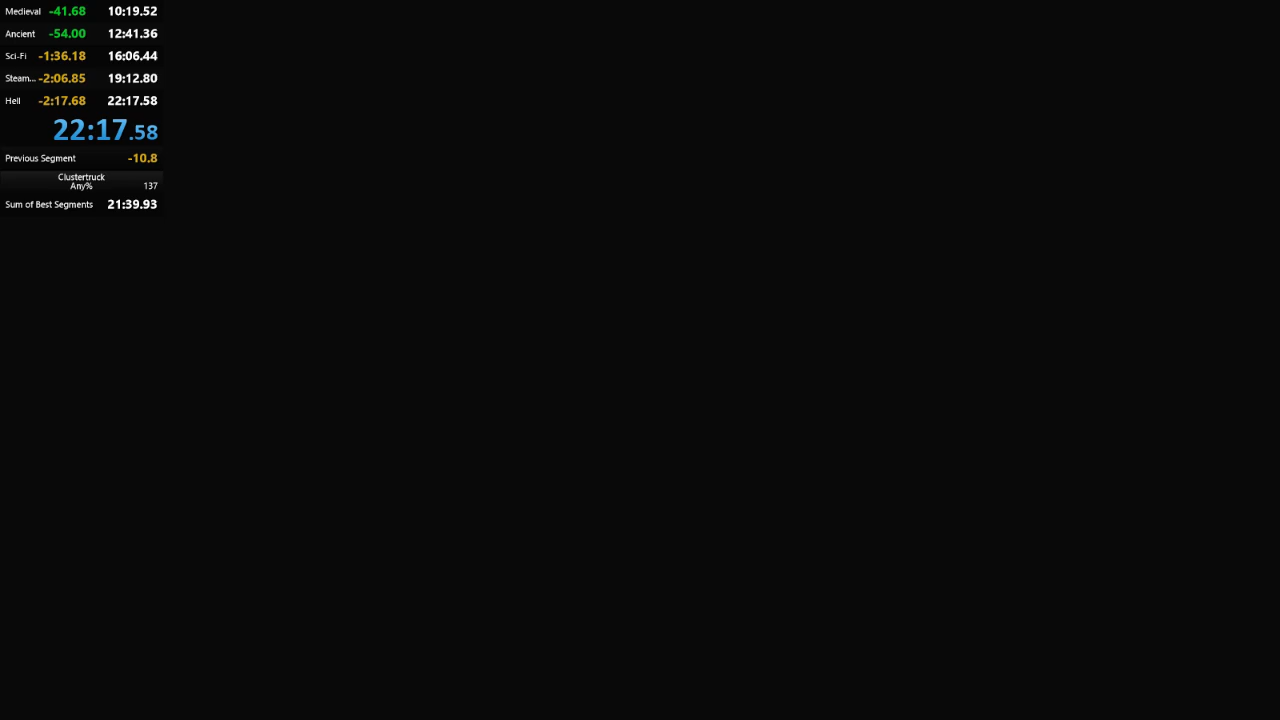 Medieval -41.68 10:19.52
Ancient -54.00 12:41.36
Sci-Fi -1:36.18 16:06.44
Steam... -2:06.85 19:12.80
Hell -2:17.68 22:17.58
22:17.58
Previous Segment -10.8
Clustertruck
Any% 137
Sum of Best Segments 21:39.93